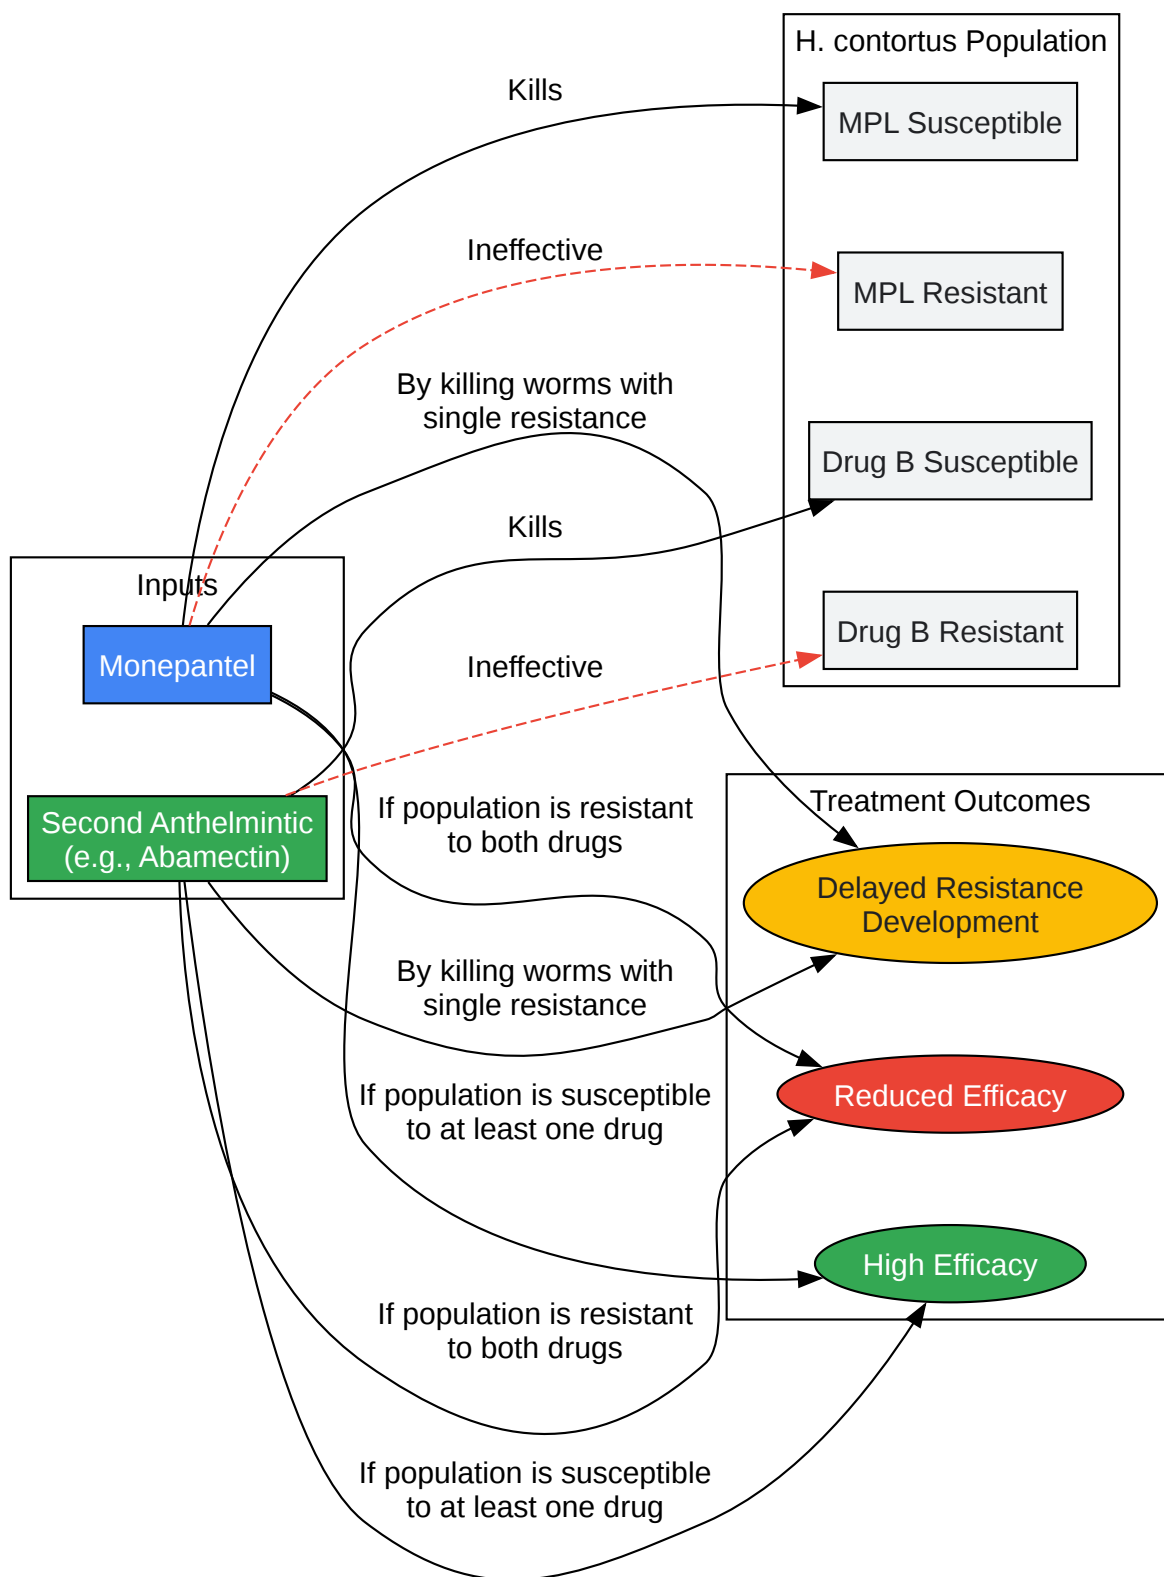 H. contortus Population
Kills
MPL Susceptible
Ineffective
MPL Resistant
By killing worms with
single resistance
Drug B Susceptible
Kills
Inputs
Drug B Resistant
Monepantel
Ineffective
Treatment Outcomes
If population is resistant
to both drugs
Second Anthelmintic
(e.g., Abamectin)
Delayed Resistance
Development
By killing worms with
single resistance
If population is susceptible
to at least one drug
Reduced Efficacy
High Efficacy
If population is resistant
to both drugs
If population is susceptible
to at least one drug